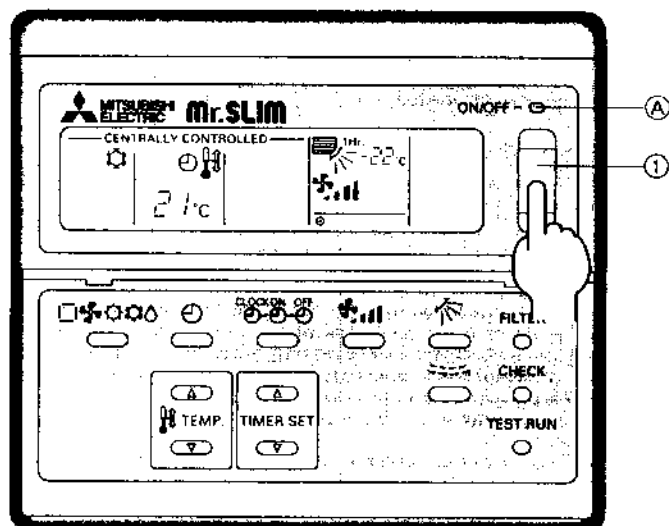 MITSUBISHI ELECTRIC Mr.SLIM
ON/OFF
A
1
CENTRALLY CONTROLLED
1Hr.
22°C
21°C
CLOCK ON OFF
FILTER
CHECK
TEMP.
TIMER SET
TEST RUN